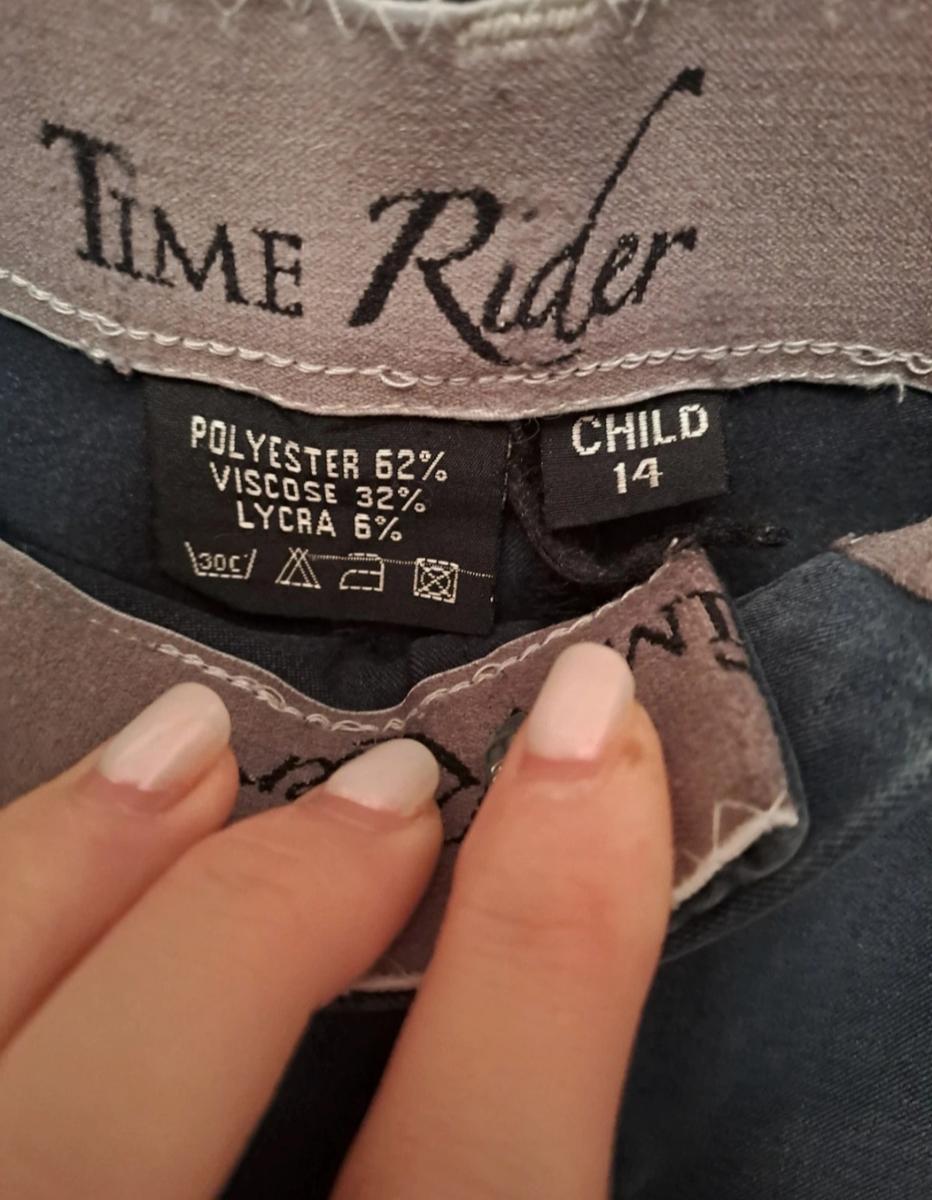 TIME Rider
POLYESTER 62%
VISCOSE 32%
LYCRA 6%
30C
CHILD
14